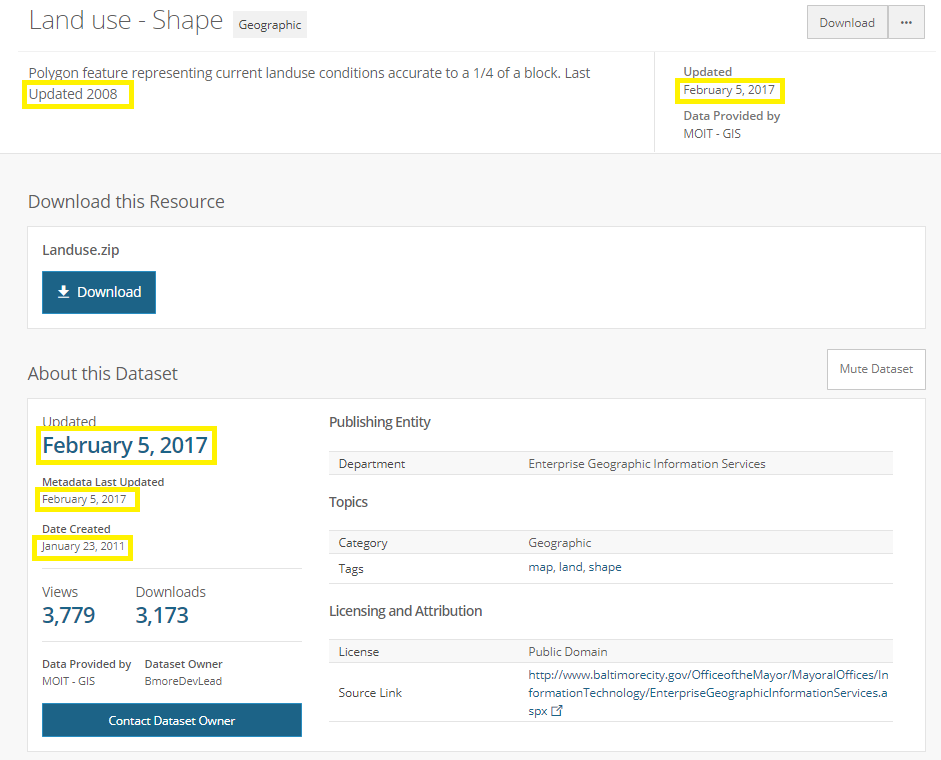 Land use - Shape Geographic
Download ...
Polygon feature representing current landuse conditions accurate to a 1/4 of a block. Last
Updated 2008
Updated
February 5, 2017
Data Provided by
MOIT - GIS
Download this Resource
Landuse.zip
Download
About this Dataset
Mute Dataset
Updated
February 5, 2017
Metadata Last Updated
February 5, 2017
Date Created
January 23, 2011
Views Downloads
3,779 3,173
Data Provided by Dataset Owner
MOIT - GIS BmoreDevLead
Contact Dataset Owner
Publishing Entity
Department Enterprise Geographic Information Services
Topics
Category Geographic
Tags map, land, shape
Licensing and Attribution
License Public Domain
Source Link http://www.baltimorecity.gov/OfficeoftheMayor/MayoralOffices/In
formationTechnology/EnterpriseGeographicInformationServices.a
spx